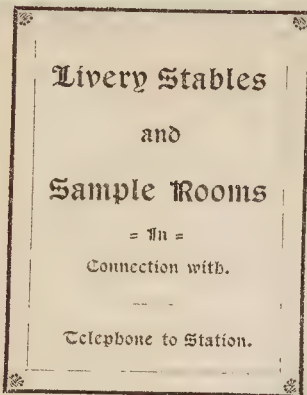 Livery Stables
and
Sample Rooms
= In =
Connection with.
Telephone to Station.